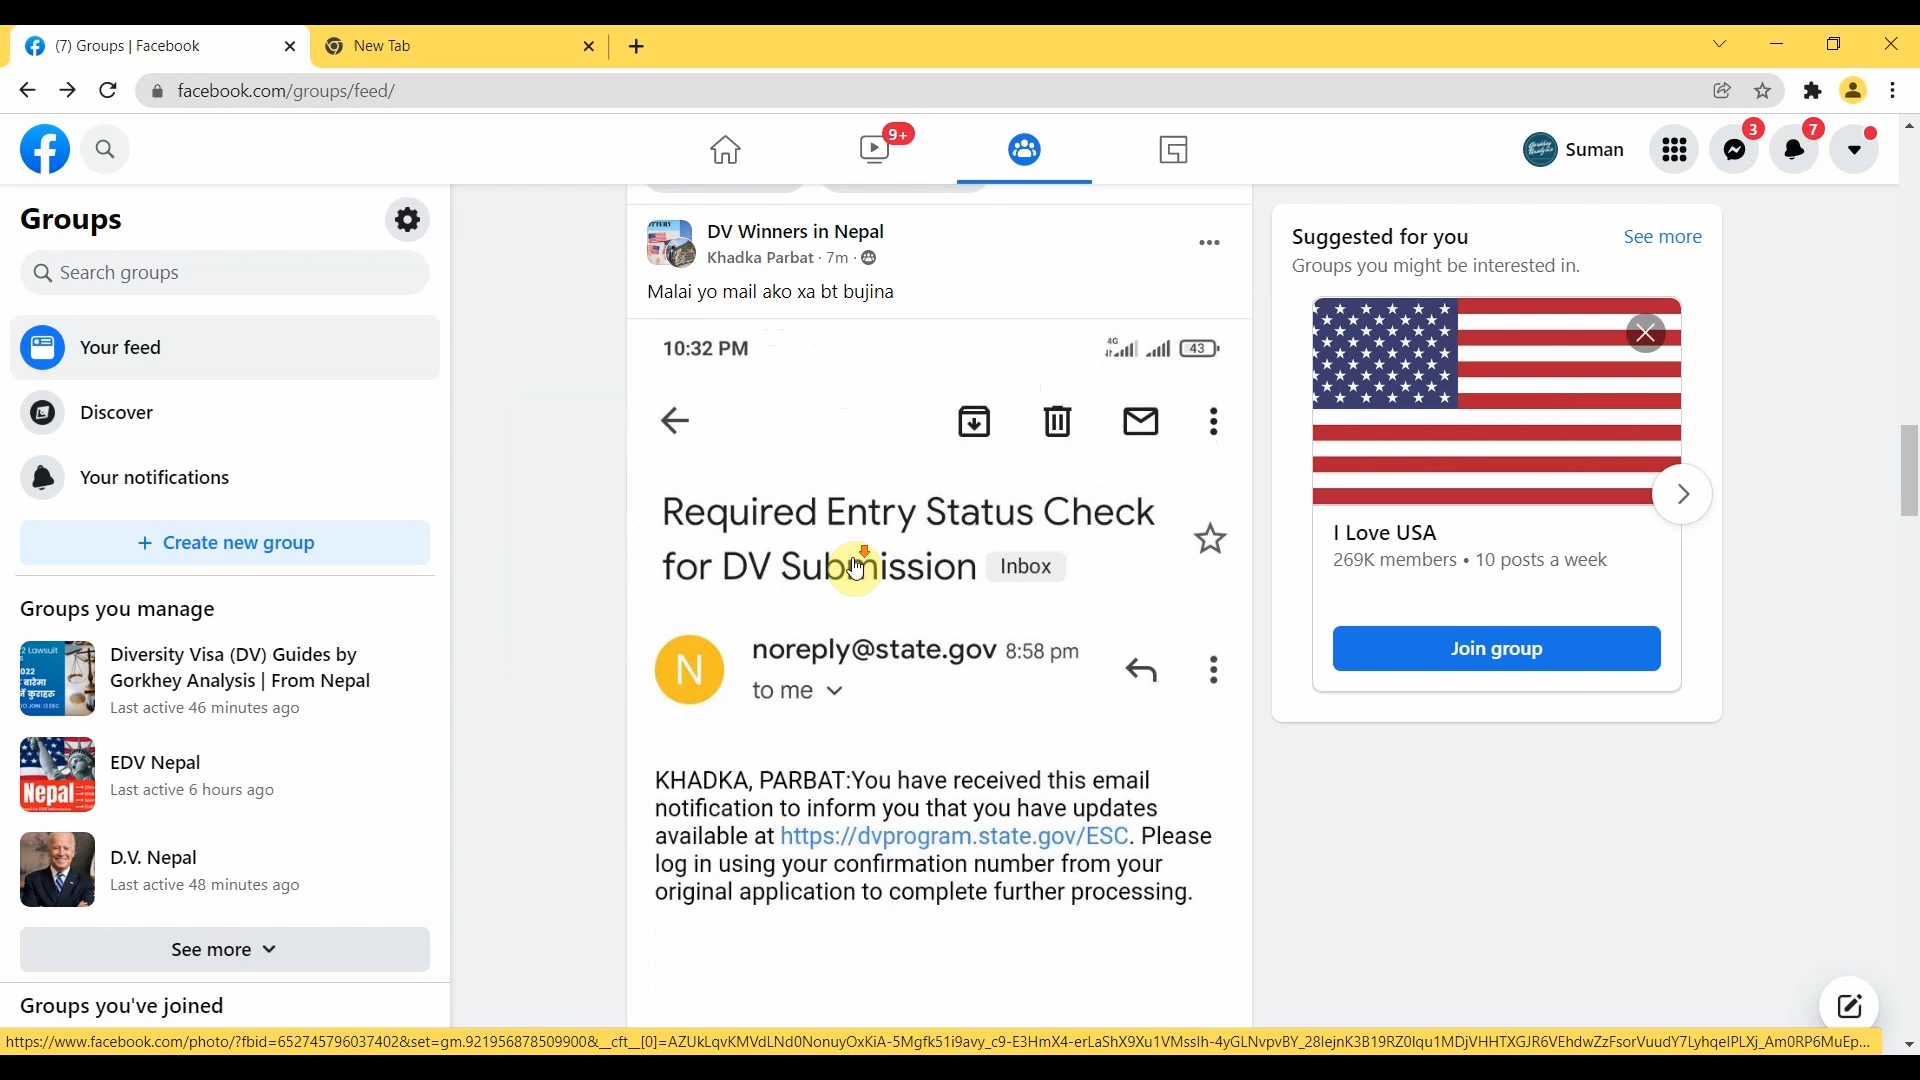 (7) Groups | Facebook
New Tab
facebook.com/groups/feed/
9+
Suman
3
7
Groups
Search groups
Your feed
Discover
Your notifications
+ Create new group
Groups you manage
Diversity Visa (DV) Guides by
Gorkhey Analysis | From Nepal
Last active 46 minutes ago
EDV Nepal
Last active 6 hours ago
Nepal
D.V. Nepal
Last active 48 minutes ago
See more
Groups you've joined
DV Winners in Nepal
Khadka Parbat · 7m ·
Malai yo mail ako xa bt bujina
10:32 PM
4G
43
Required Entry Status Check
for DV Submission
Inbox
N
noreply@state.gov 8:58 pm
to me
KHADKA, PARBAT:You have received this email
notification to inform you that you have updates
available at https://dvprogram.state.gov/ESC. Please
log in using your confirmation number from your
original application to complete further processing.
Suggested for you
See more
Groups you might be interested in.
I Love USA
269K members • 10 posts a week
Join group